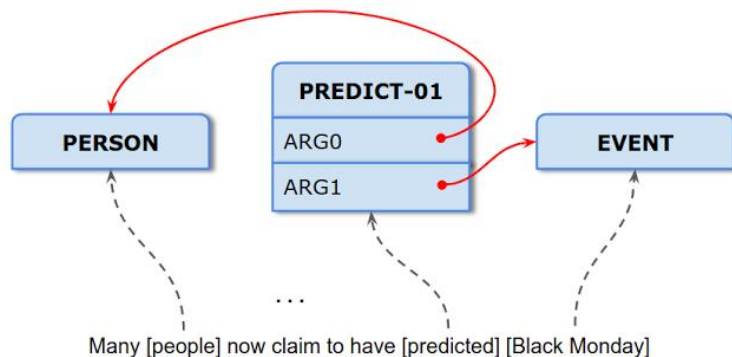 PREDICT-01
PERSON
ARG0
EVENT
ARG1
...
Many [people] now claim to have [predicted] [Black Monday]